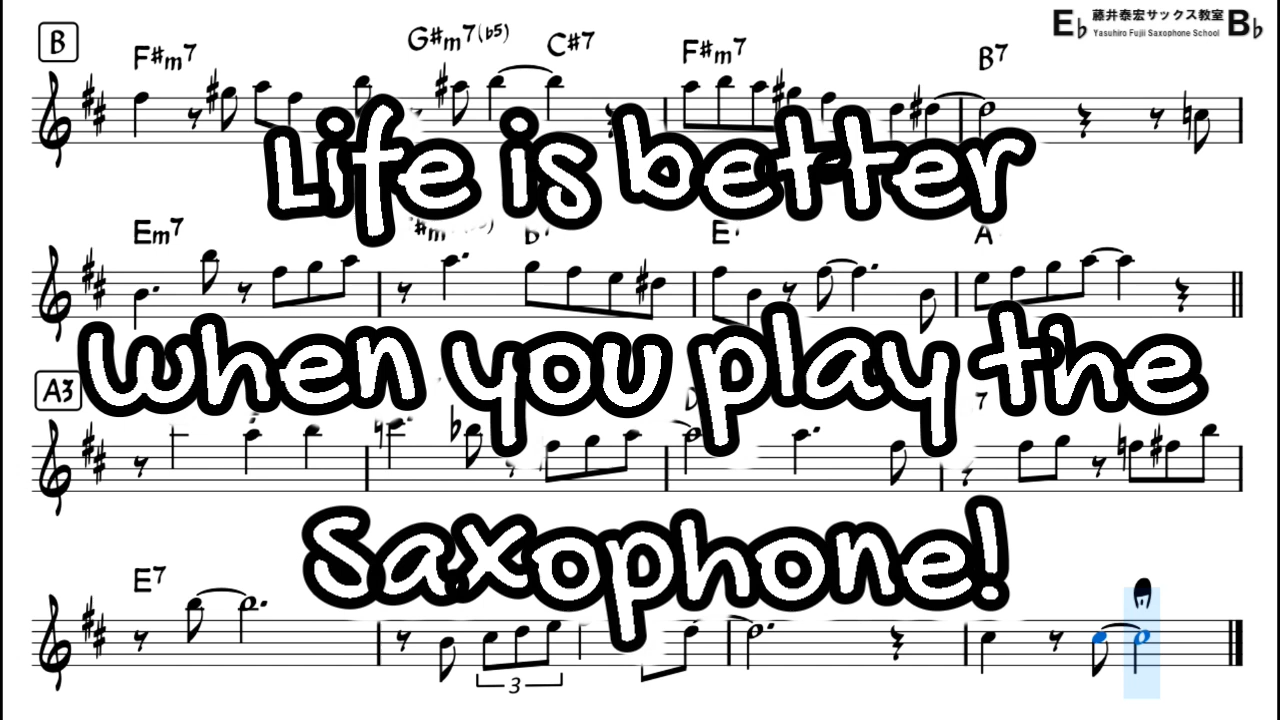 E♭ 藤井泰宏サックス教室 B♭
Yasuhiro Fujii Saxophone School
B
F#m7 G#m7(b5) C#7 F#m7 B7
Life is better
Em7
when you play the
A3
7
Saxophone!
E7
3